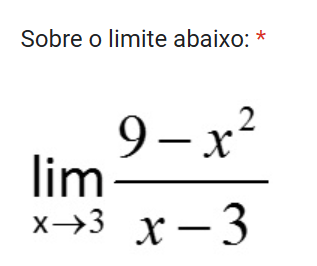 Sobre o limite abaixo: *
9 − x²
lim
x→3 x − 3